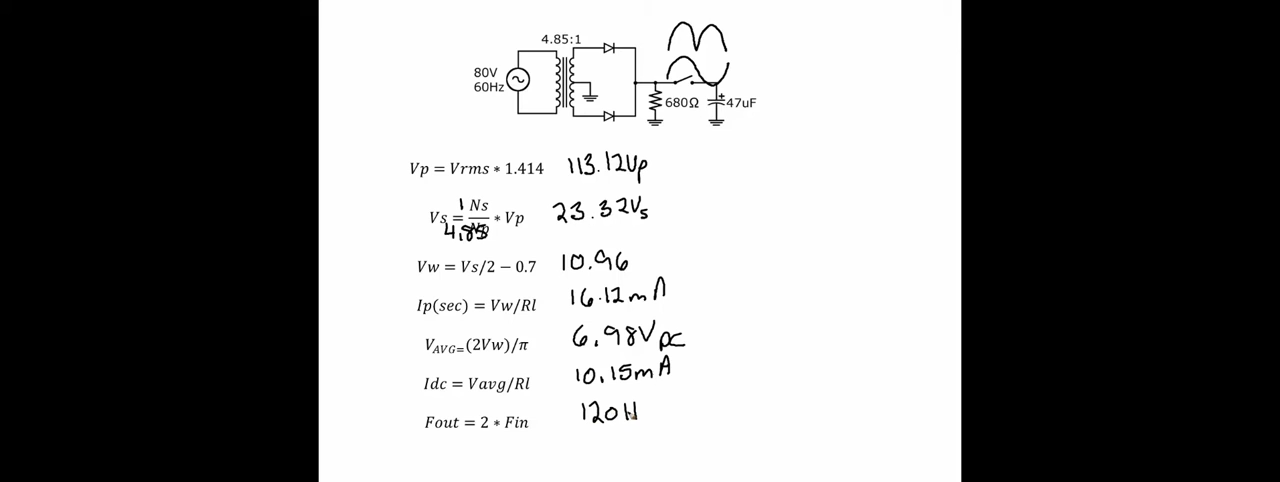 4.85:1
80V
60Hz
680Ω
+
47uF
Vp = Vrms * 1.414 113.12Vp
Vs = Ns/Np * Vp 23.32Vs
1
4.85
Vw = Vs/2 − 0.7 10.96
Ip(sec) = Vw/Rl 16.12mA
VAVG=(2Vw)/π 6.98VDC
Idc = Vavg/Rl 10.15mA
Fout = 2 * Fin 120H